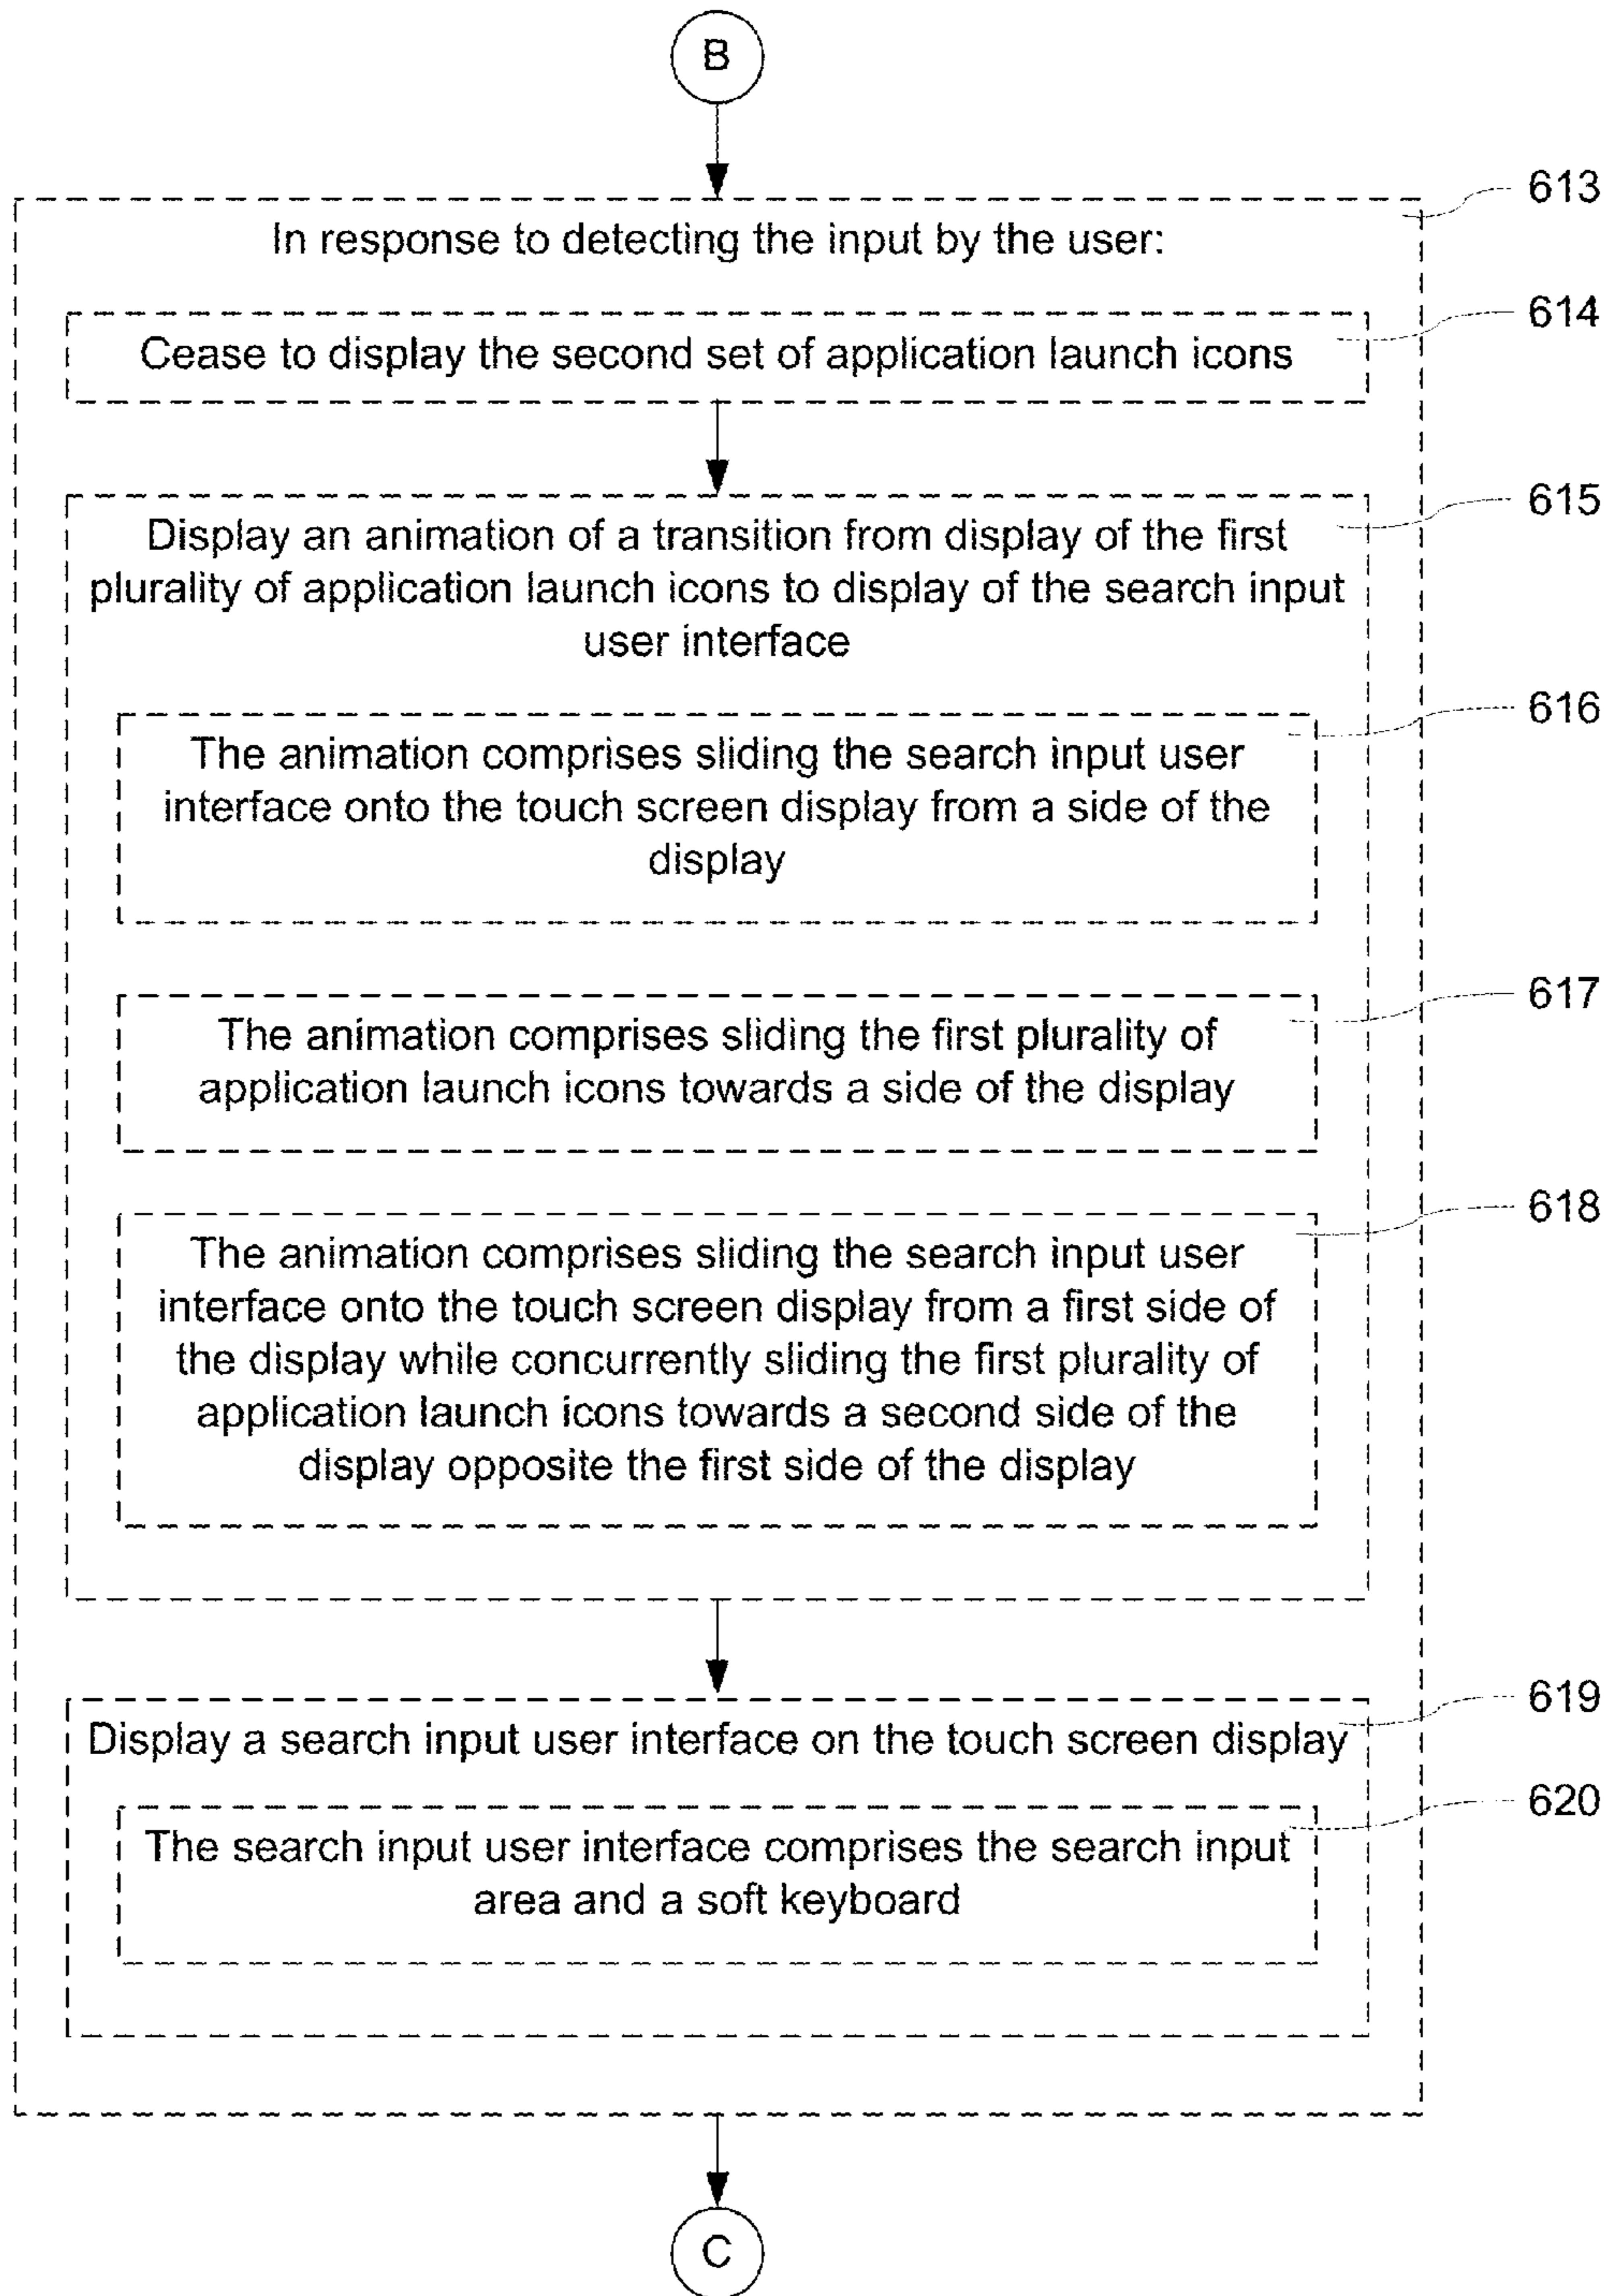 B
613
In response to detecting the input by the user:
614
Cease to display the second set of application launch icons
615
Display an animation of a transition from display of the first
plurality of application launch icons to display of the search input
user interface
616
The animation comprises sliding the search input user
interface onto the touch screen display from a side of the
display
617
The animation comprises sliding the first plurality of
application launch icons towards a side of the display
618
The animation comprises sliding the search input user
interface onto the touch screen display from a first side of
the display while concurrently sliding the first plurality of
application launch icons towards a second side of the
display opposite the first side of the display
619
Display a search input user interface on the touch screen display
620
The search input user interface comprises the search input
area and a soft keyboard
C